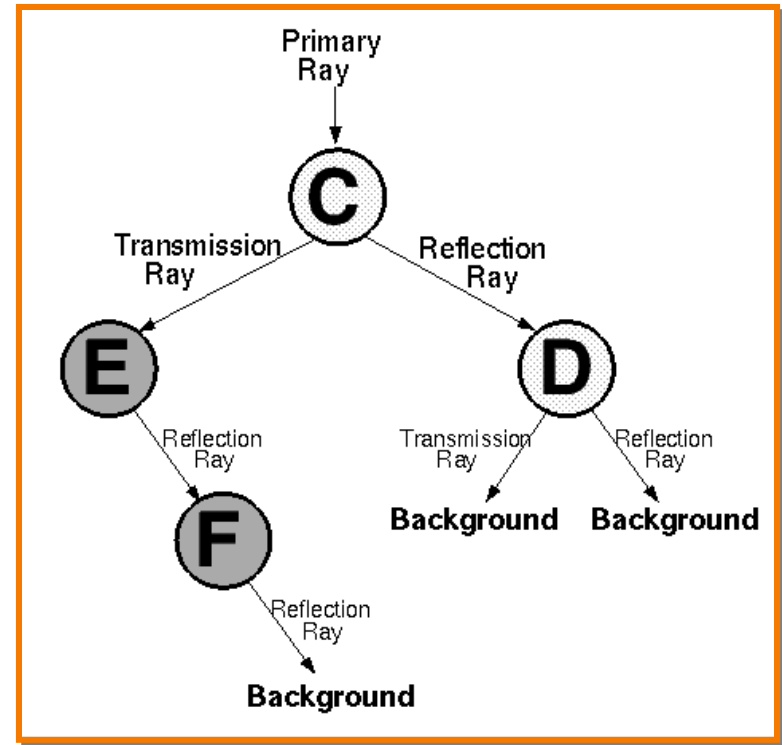 Primary
Ray
C
Transmission
Ray
Reflection
Ray
E
D
Reflection
Ray
Transmission
Ray
Reflection
Ray
Background
Background
F
Reflection
Ray
Background